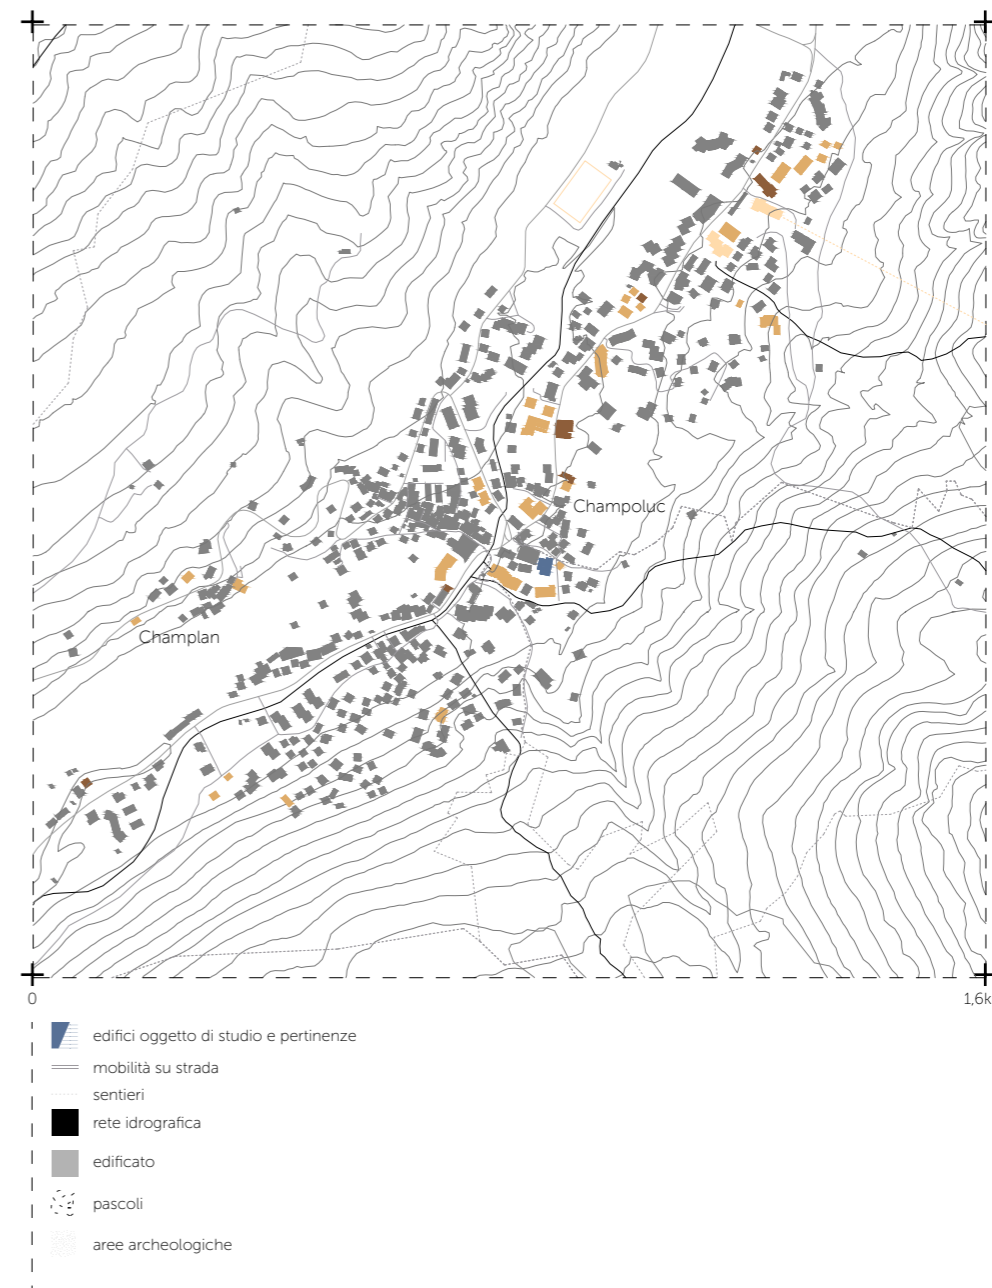 Champoluc
Champlan
0
1,6k
edifici oggetto di studio e pertinenze
mobilità su strada
sentieri
rete idrografica
edificato
pascoli
aree archeologiche